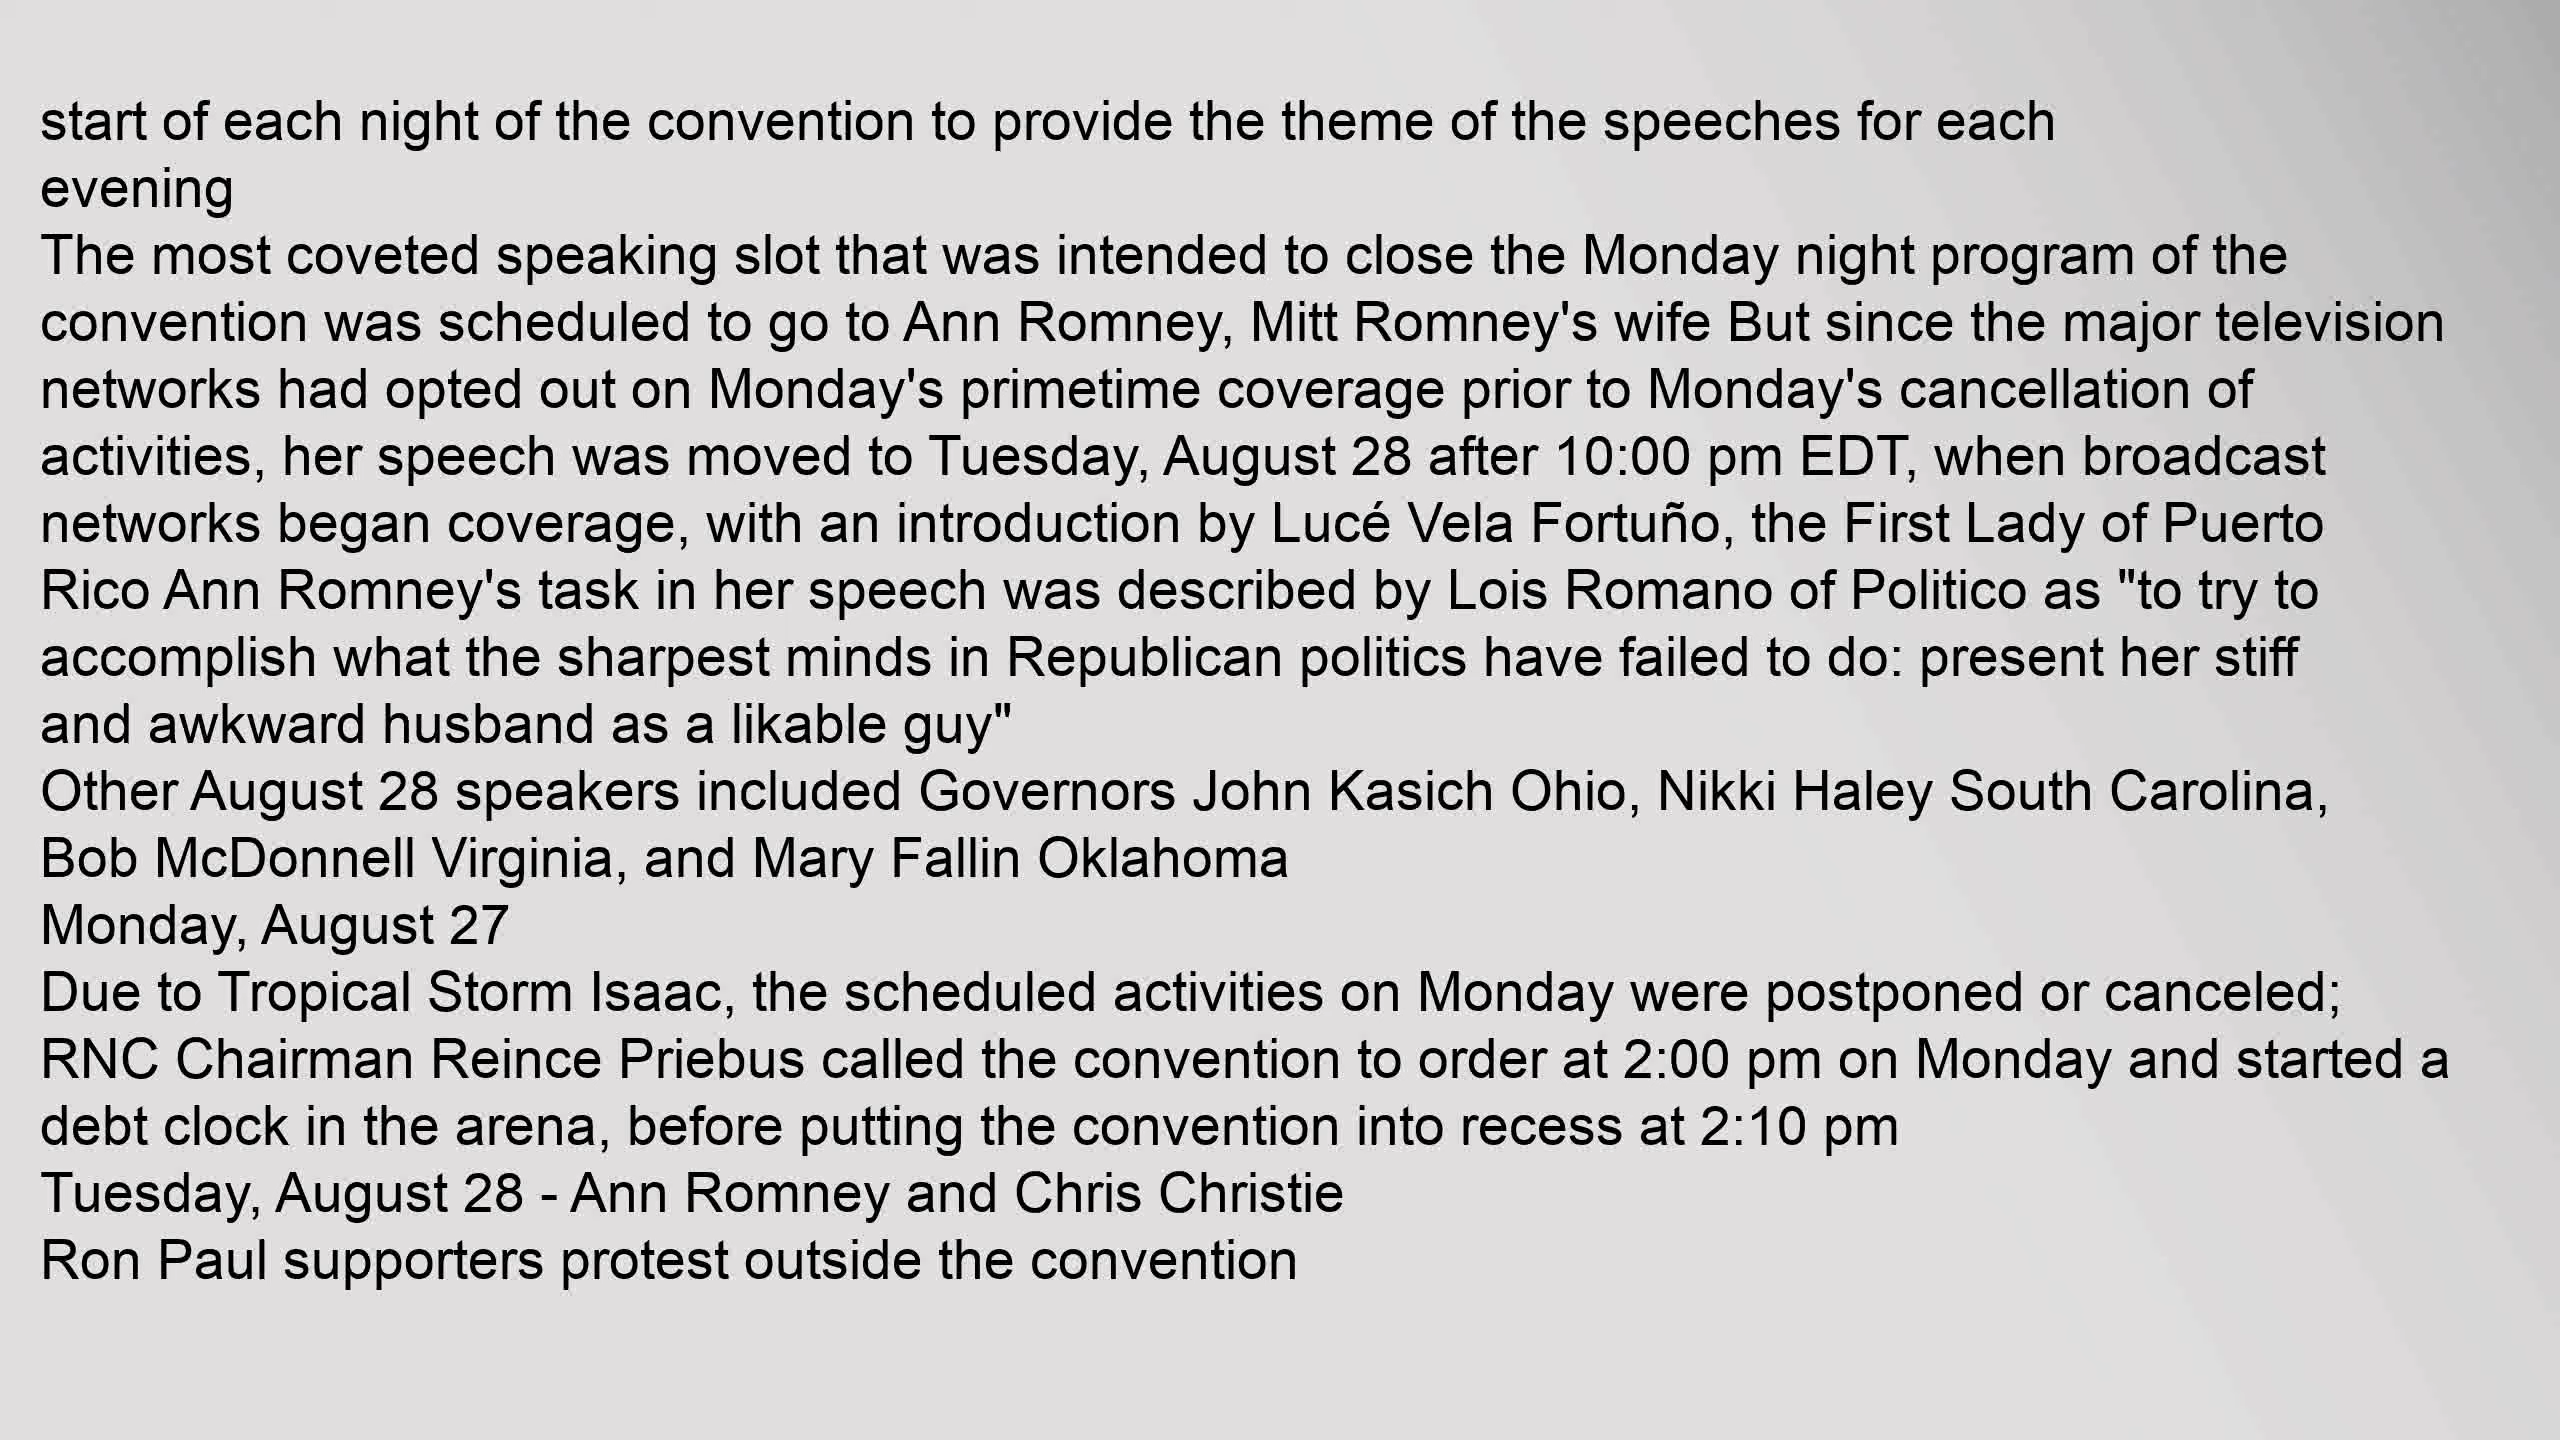 start of each night of the convention to provide the theme of the speeches for each
evening
The most coveted speaking slot that was intended to close the Monday night program of the
convention was scheduled to go to Ann Romney, Mitt Romney's wife But since the major television
networks had opted out on Monday's primetime coverage prior to Monday's cancellation of
activities, her speech was moved to Tuesday, August 28 after 10:00 pm EDT, when broadcast
networks began coverage, with an introduction by Lucé Vela Fortuño, the First Lady of Puerto
Rico Ann Romney's task in her speech was described by Lois Romano of Politico as "to try to
accomplish what the sharpest minds in Republican politics have failed to do: present her stiff
and awkward husband as a likable guy"
Other August 28 speakers included Governors John Kasich Ohio, Nikki Haley South Carolina,
Bob McDonnell Virginia, and Mary Fallin Oklahoma
Monday, August 27
Due to Tropical Storm Isaac, the scheduled activities on Monday were postponed or canceled;
RNC Chairman Reince Priebus called the convention to order at 2:00 pm on Monday and started a
debt clock in the arena, before putting the convention into recess at 2:10 pm
Tuesday, August 28 - Ann Romney and Chris Christie
Ron Paul supporters protest outside the convention